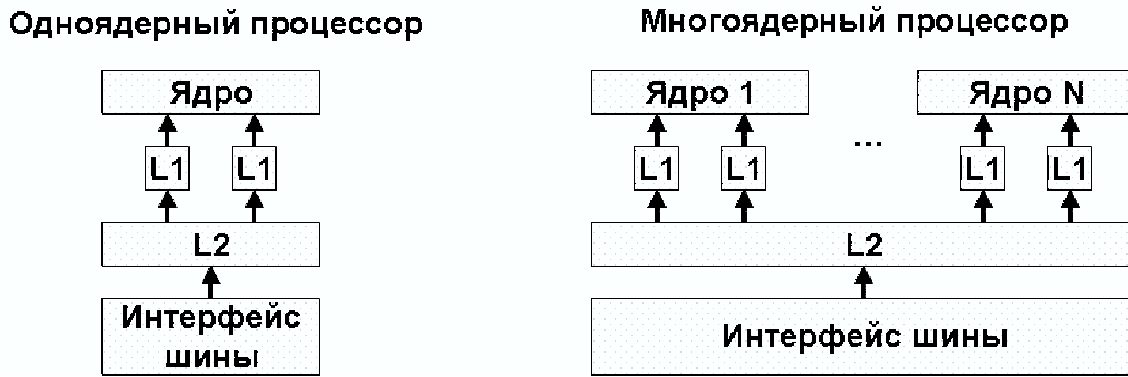 Одноядерный процессор
Многоядерный процессор
Ядро
L1 L1
L2
Интерфейс
шины
Ядро 1
...
Ядро N
L1 L1
L1 L1
L2
Интерфейс шины